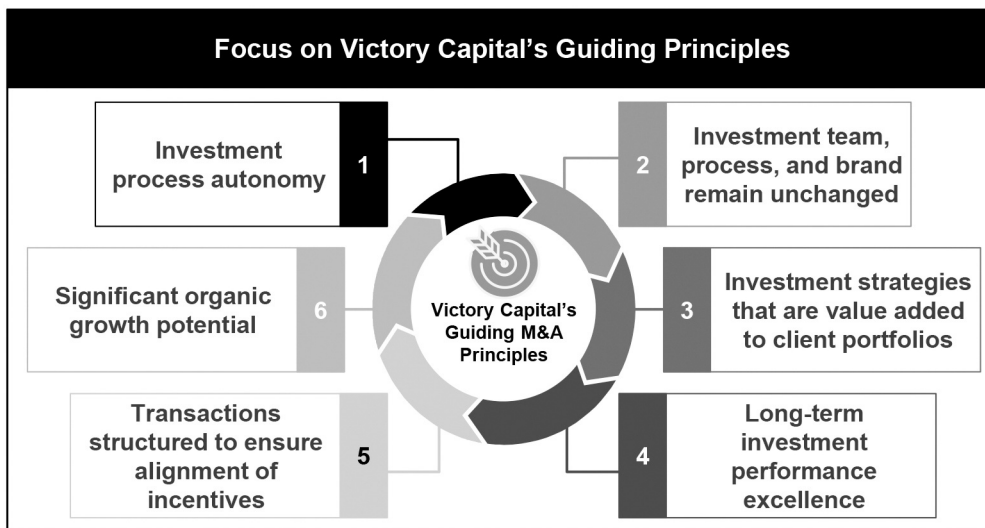 Focus on Victory Capital's Guiding Principles
Investment
process autonomy
1
2
Investment team,
process, and brand
remain unchanged
Significant organic
growth potential
6
Victory Capital's
Guiding M&A
Principles
3
Investment strategies
that are value added
to client portfolios
Transactions
structured to ensure
alignment of
incentives
5
4
Long-term
investment
performance
excellence